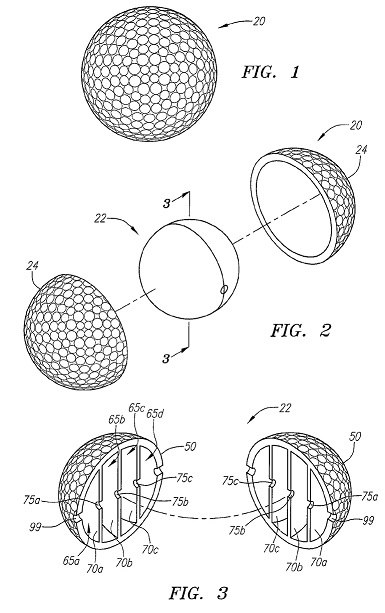 20
FIG. 1
20
24
3
22
24
3
FIG. 2
65c
65b 65d
22
50
50
75c
75c
75a
75b
75a
99
75b
99
65a
70c
70c
70b
70a
70b
70a
FIG. 3